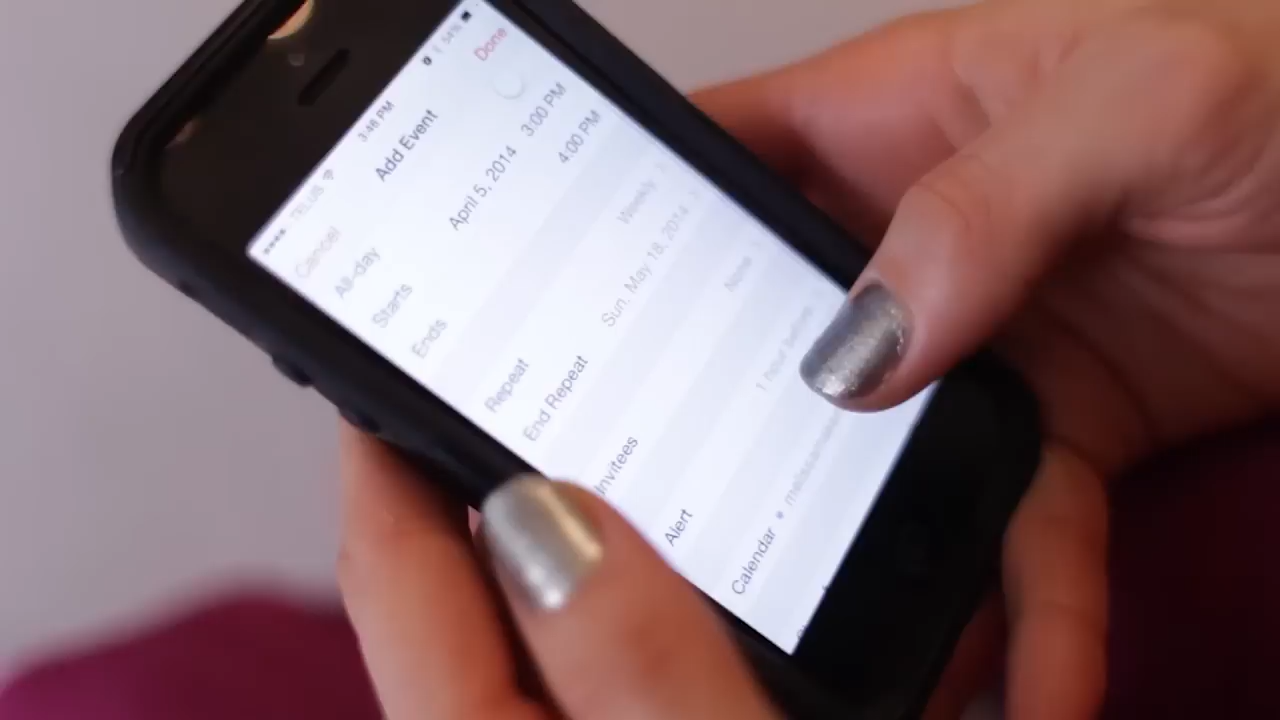 TELUS 3:46 PM 54%
Cancel Add Event Done
All-day
Starts April 5, 2014 3:00 PM
Ends 4:00 PM
Repeat Weekly
End Repeat Sun, May 18, 2014
Invitees None
Alert 1 hour before
Calendar